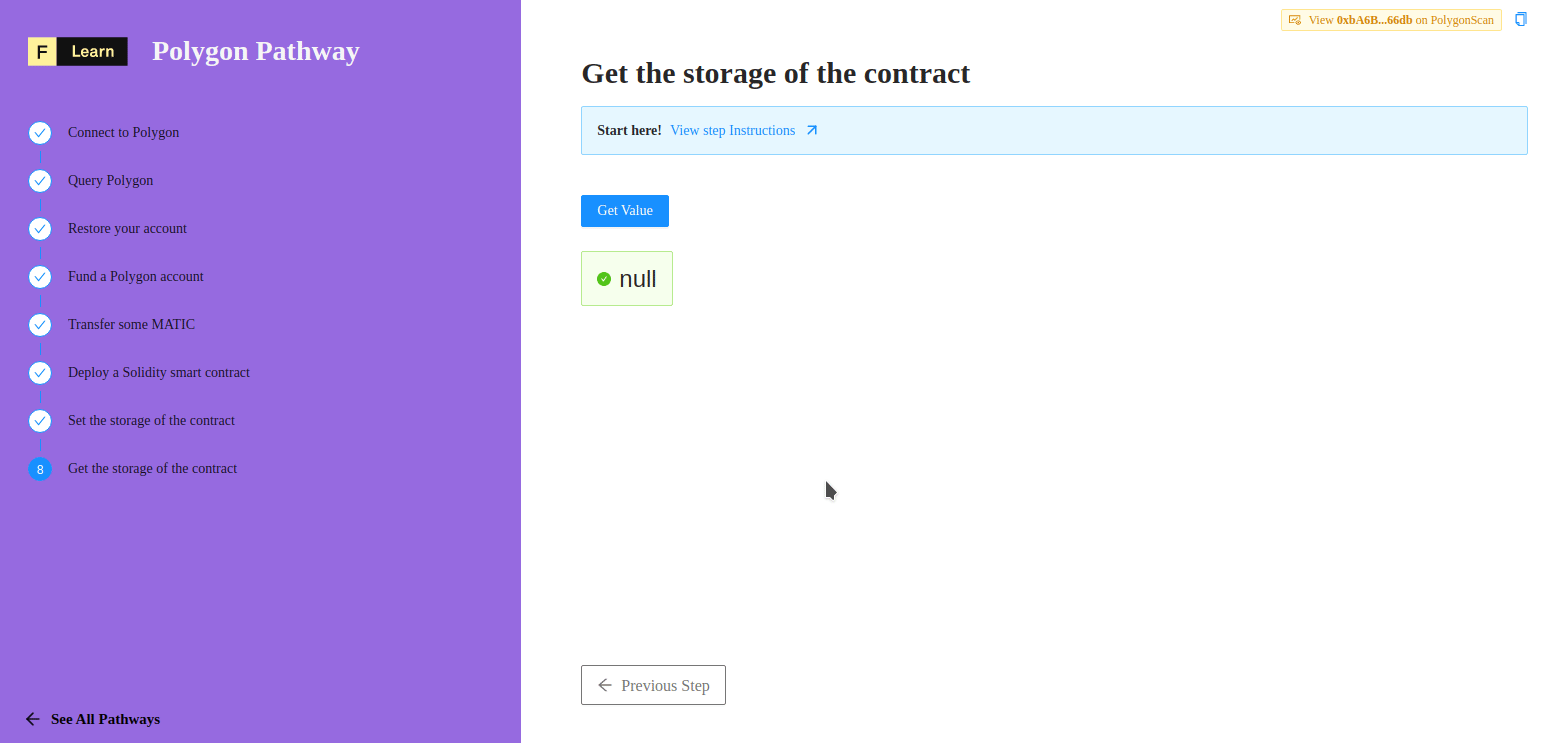 F Learn
Polygon Pathway
Connect to Polygon
Query Polygon
Restore your account
Fund a Polygon account
Transfer some MATIC
Deploy a Solidity smart contract
Set the storage of the contract
8 Get the storage of the contract
See All Pathways
View 0xbA6B...66db on PolygonScan
Get the storage of the contract
Start here! View step Instructions
Get Value
null
Previous Step